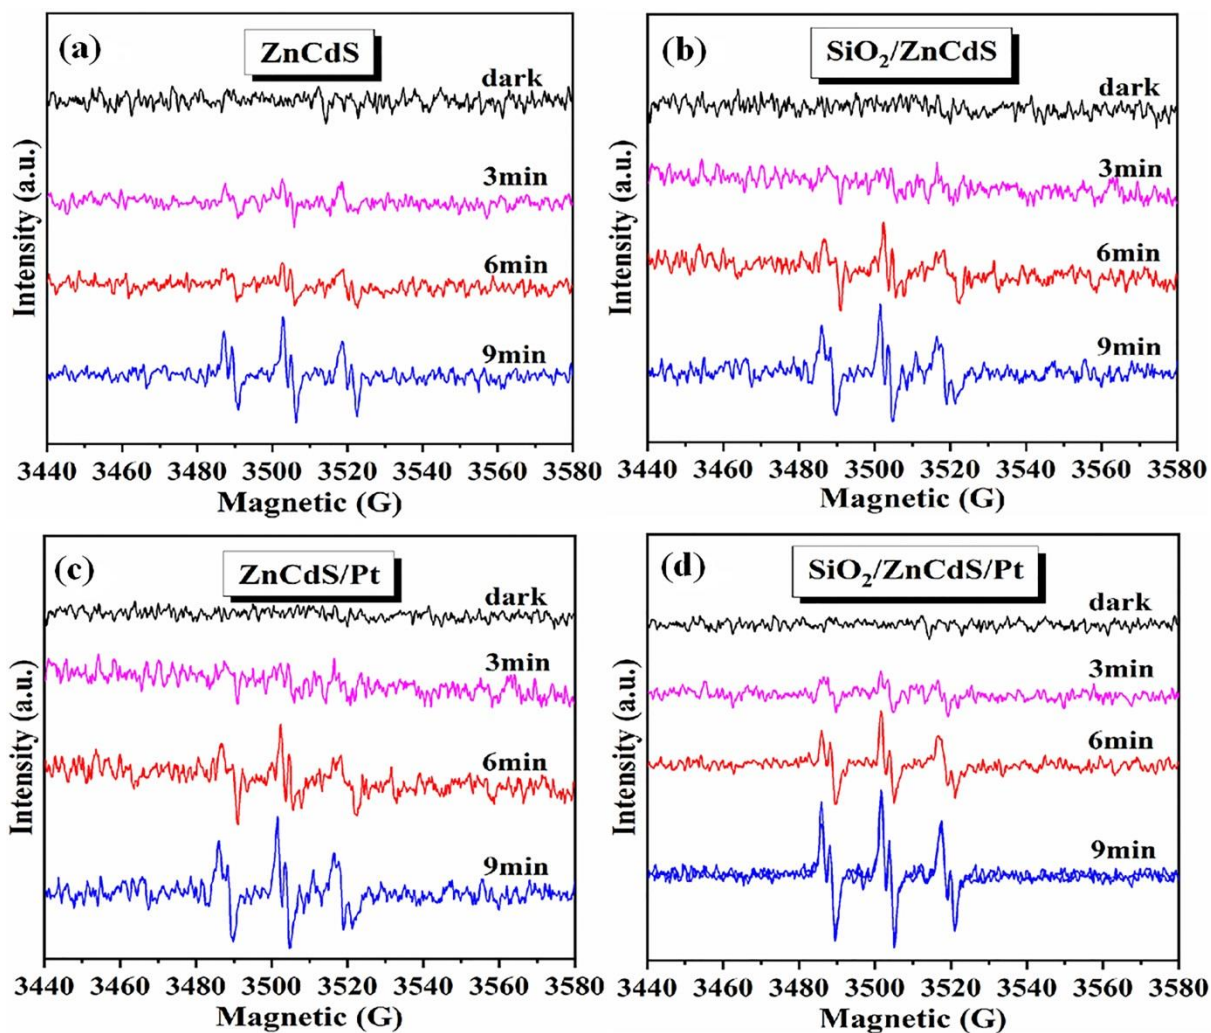 (a)
ZnCdS
dark
3min
6min
9min
Intensity (a.u.)
3440 3460 3480 3500 3520 3540 3560 3580
Magnetic (G)
(b)
SiO₂/ZnCdS
dark
3min
6min
9min
Intensity (a.u.)
3440 3460 3480 3500 3520 3540 3560 3580
Magnetic (G)
(c)
ZnCdS/Pt
dark
3min
6min
9min
Intensity (a.u.)
3440 3460 3480 3500 3520 3540 3560 3580
Magnetic (G)
(d)
SiO₂/ZnCdS/Pt
dark
3min
6min
9min
Intensity (a.u.)
3440 3460 3480 3500 3520 3540 3560 3580
Magnetic (G)